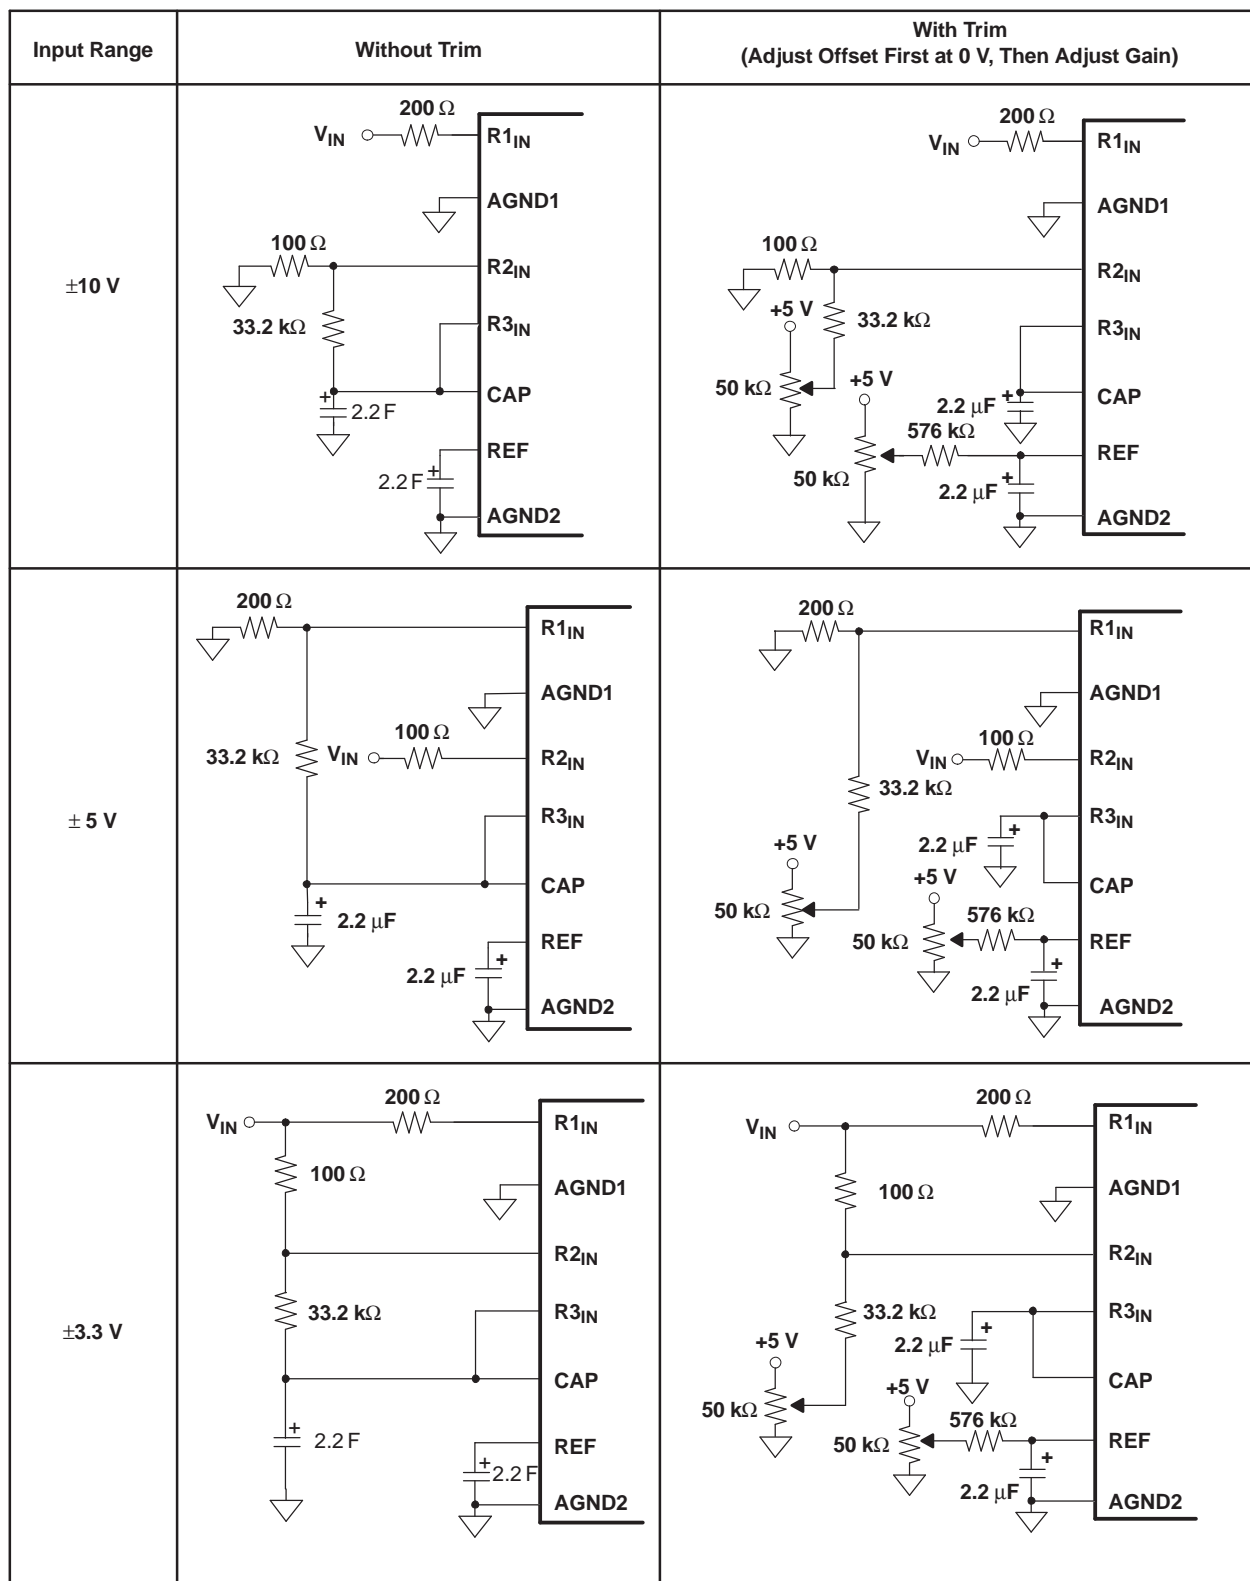 Input Range
Without Trim
With Trim
(Adjust Offset First at 0 V, Then Adjust Gain)
±10 V
200 Ω
VIN
R1IN
AGND1
100 Ω
R2IN
33.2 kΩ
R3IN
CAP
+
2.2 F
REF
+
2.2 F
AGND2
200 Ω
VIN
R1IN
AGND1
100 Ω
R2IN
+5 V
33.2 kΩ
R3IN
50 kΩ
+5 V
CAP
+
2.2 μF
576 kΩ
REF
50 kΩ
+
2.2 μF
AGND2
± 5 V
200 Ω
R1IN
AGND1
100 Ω
33.2 kΩ
VIN
R2IN
R3IN
CAP
+
2.2 μF
REF
+
2.2 μF
AGND2
200 Ω
R1IN
AGND1
100 Ω
VIN
R2IN
33.2 kΩ
R3IN
+
2.2 μF
+5 V
+5 V
CAP
50 kΩ
576 kΩ
50 kΩ
REF
+
2.2 μF
AGND2
±3.3 V
200 Ω
VIN
R1IN
100 Ω
AGND1
R2IN
33.2 kΩ
R3IN
CAP
+
2.2 F
REF
+
2.2 F
AGND2
200 Ω
VIN
R1IN
100 Ω
AGND1
R2IN
33.2 kΩ
R3IN
+
2.2 μF
+5 V
CAP
+5 V
50 kΩ
576 kΩ
50 kΩ
REF
+
2.2 μF
AGND2